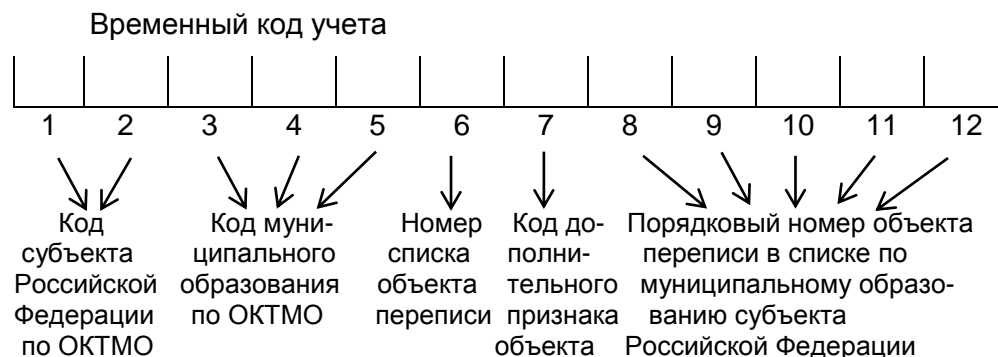 Временный код учета
1 2 3 4 5 6 7 8 9 10 11 12
Код
субъекта
Российской
Федерации
по ОКТМО
Код муни-
ципального
образования
по ОКТМО
Номер
списка
объекта
переписи
Код до-
полни-
тельного
признака
объекта
Порядковый номер объекта
переписи в списке по
муниципальному образо-
ванию субъекта
Российской Федерации